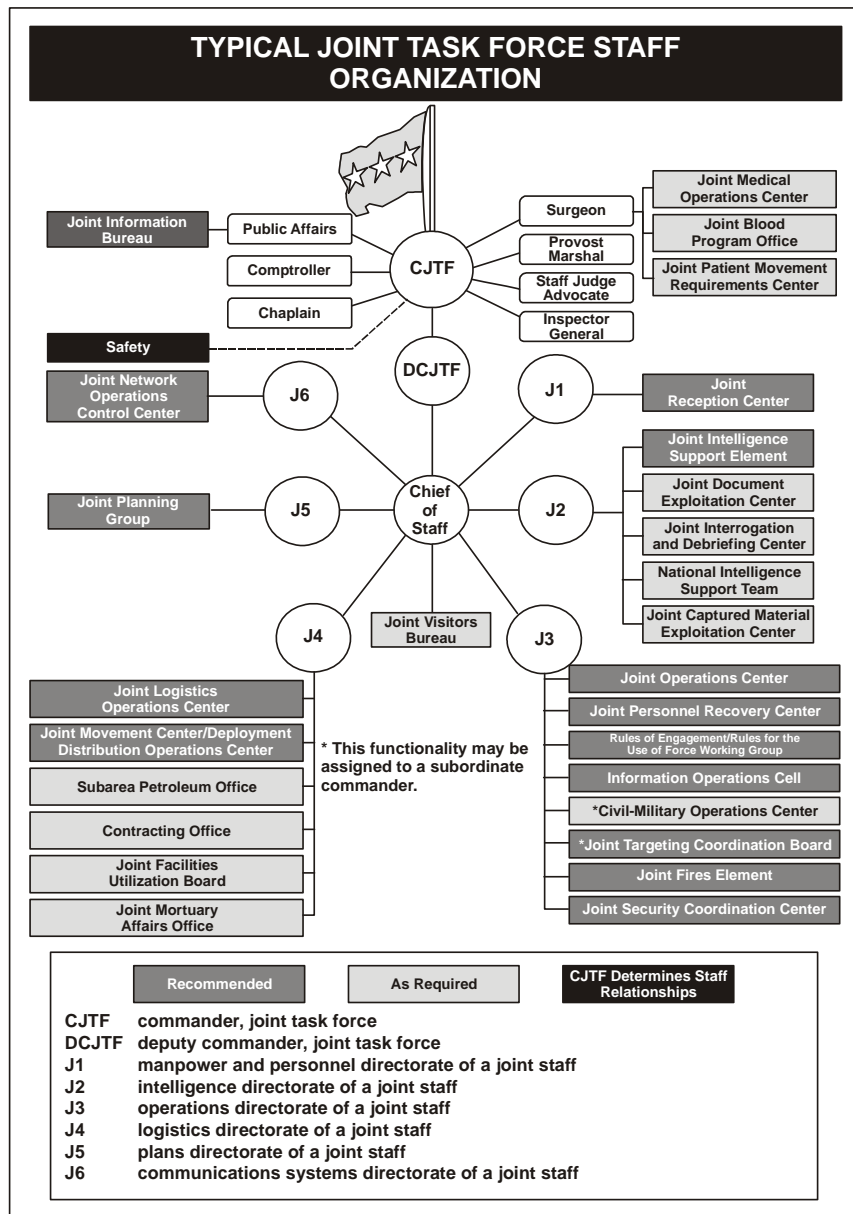 TYPICAL JOINT TASK FORCE STAFF
ORGANIZATION
Joint Information
Bureau
Public Affairs
Comptroller
Chaplain
Safety
CJTF
Surgeon
Provost
Marshal
Staff Judge
Advocate
Inspector
General
Joint Medical
Operations Center
Joint Blood
Program Office
Joint Patient Movement
Requirements Center
DCJTF
Joint Network
Operations
Control Center
J6
J1
Joint
Reception Center
Joint Planning
Group
J5
Chief
of
Staff
J2
Joint Intelligence
Support Element
Joint Document
Exploitation Center
Joint Interrogation
and Debriefing Center
National Intelligence
Support Team
Joint Captured Material
Exploitation Center
J4
Joint Visitors
Bureau
J3
Joint Logistics
Operations Center
Joint Movement Center/Deployment
Distribution Operations Center
Subarea Petroleum Office
Contracting Office
Joint Facilities
Utilization Board
Joint Mortuary
Affairs Office
* This functionality may be
assigned to a subordinate
commander.
Joint Operations Center
Joint Personnel Recovery Center
Rules of Engagement/Rules for the
Use of Force Working Group
Information Operations Cell
*Civil-Military Operations Center
*Joint Targeting Coordination Board
Joint Fires Element
Joint Security Coordination Center
Recommended
As Required
CJTF Determines Staff
Relationships
CJTF commander, joint task force
DCJTF deputy commander, joint task force
J1 manpower and personnel directorate of a joint staff
J2 intelligence directorate of a joint staff
J3 operations directorate of a joint staff
J4 logistics directorate of a joint staff
J5 plans directorate of a joint staff
J6 communications systems directorate of a joint staff